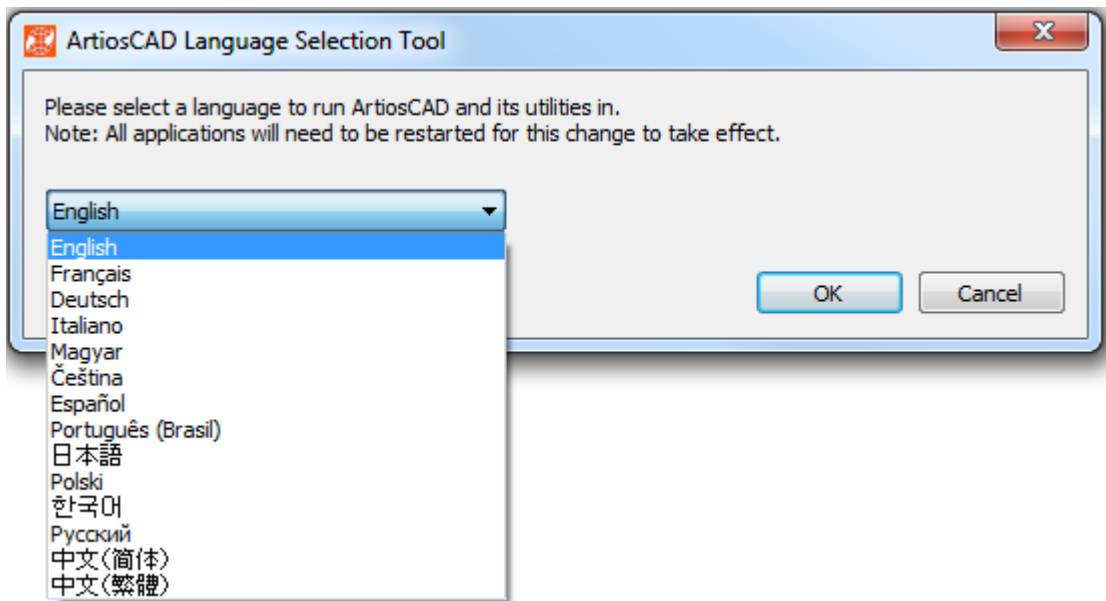 ArtiosCAD Language Selection Tool
Please select a language to run ArtiosCAD and its utilities in.
Note: All applications will need to be restarted for this change to take effect.
English
English
Français
Deutsch
Italiano
Magyar
Čeština
Español
Português (Brasil)
日本語
Polski
한국어
Русский
中文(简体)
中文(繁體)
OK
Cancel